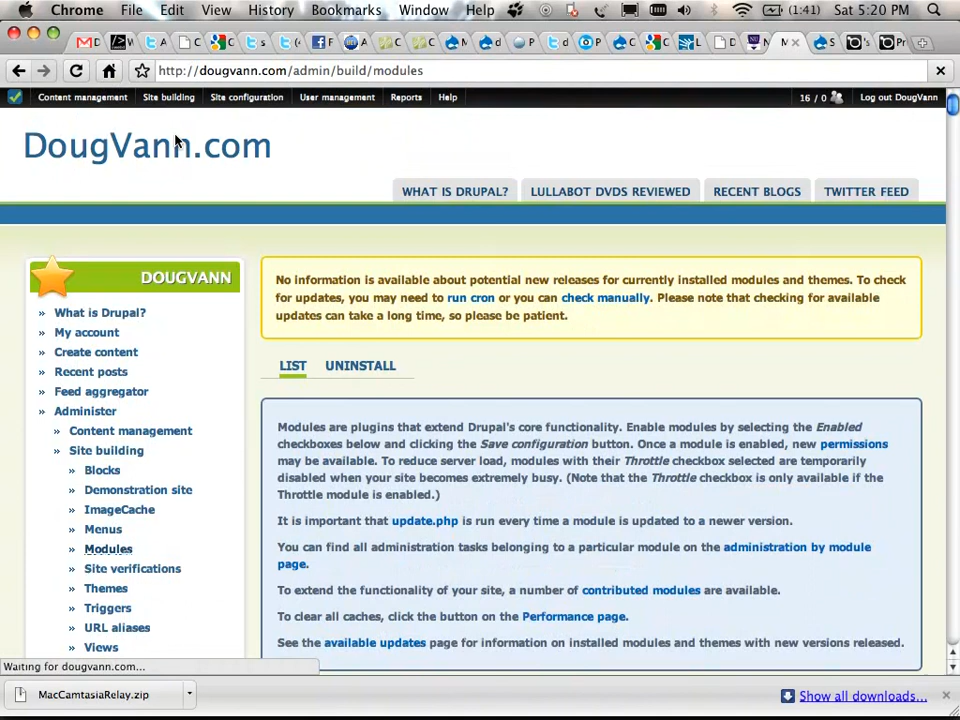 Chrome File Edit View History Bookmarks Window Help (1:41) Sat 5:20 PM
http://dougvann.com/admin/build/modules
Content management Site building Site configuration User management Reports Help 16 / 0 Log out DougVann
DougVann.com
WHAT IS DRUPAL? LULLABOT DVDS REVIEWED RECENT BLOGS TWITTER FEED
DOUGVANN
» What is Drupal?
» My account
» Create content
» Recent posts
» Feed aggregator
» Administer
» Content management
» Site building
» Blocks
» Demonstration site
» ImageCache
» Menus
» Modules
» Site verifications
» Themes
» Triggers
» URL aliases
» Views
No information is available about potential new releases for currently installed modules and themes. To check
for updates, you may need to run cron or you can check manually. Please note that checking for available
updates can take a long time, so please be patient.
LIST UNINSTALL
Modules are plugins that extend Drupal's core functionality. Enable modules by selecting the Enabled
checkboxes below and clicking the Save configuration button. Once a module is enabled, new permissions
may be available. To reduce server load, modules with their Throttle checkbox selected are temporarily
disabled when your site becomes extremely busy. (Note that the Throttle checkbox is only available if the
Throttle module is enabled.)
It is important that update.php is run every time a module is updated to a newer version.
You can find all administration tasks belonging to a particular module on the administration by module
page.
To extend the functionality of your site, a number of contributed modules are available.
To clear all caches, click the button on the Performance page.
See the available updates page for information on installed modules and themes with new versions released.
Waiting for dougvann.com...
MacCamtasiaRelay.zip
Show all downloads...